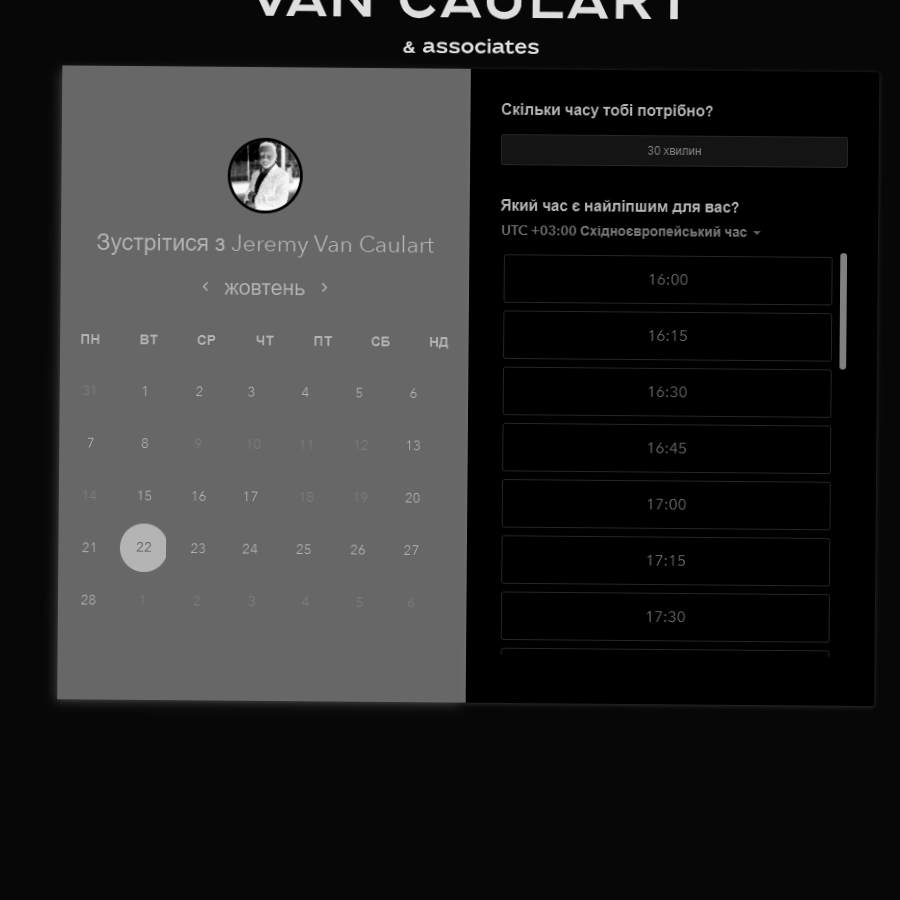 VAN CAULART
& associates
Зустрітися з Jeremy Van Caulart
жовтень
ПН ВТ СР ЧТ ПТ СБ НД
31 1 2 3 4 5 6
7 8 9 10 11 12 13
14 15 16 17 18 19 20
21 22 23 24 25 26 27
28 1 2 3 4 5 6
Скільки часу тобі потрібно?
30 хвилин
Який час є найліпшим для вас?
UTC +03:00 Східноєвропейський час
16:00
16:15
16:30
16:45
17:00
17:15
17:30